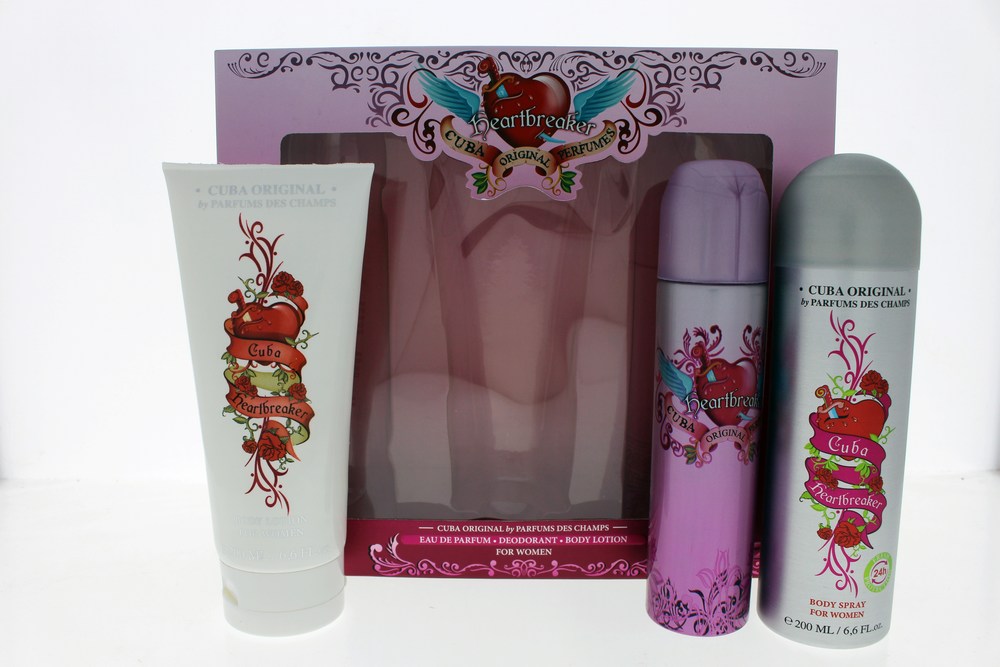 Heartbreaker
CUBA ORIGINAL PERFUMES
• CUBA ORIGINAL •
by PARFUMS DES CHAMPS
Cuba
Heartbreaker
CUBA ORIGINAL by PARFUMS DES CHAMPS
EAU DE PARFUM • DEODORANT • BODY LOTION
FOR WOMEN
Heartbreaker
CUBA ORIGINAL
• CUBA ORIGINAL •
by PARFUMS DES CHAMPS
Cuba
Heartbreaker
24h
BODY SPRAY
FOR WOMEN
e 200 ML / 6,6 FL.oz.